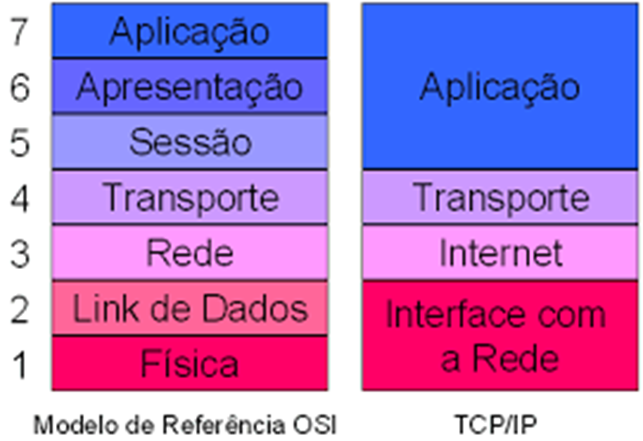 7 Aplicação
6 Apresentação
5 Sessão
4 Transporte
3 Rede
2 Link de Dados
1 Física
Modelo de Referência OSI
Aplicação
Transporte
Internet
Interface com
a Rede
TCP/IP